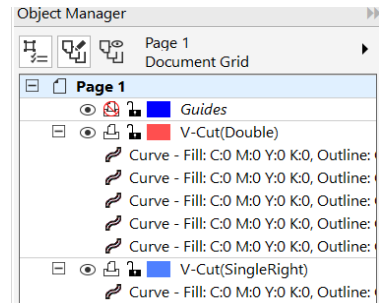 Object Manager
Page 1
Document Grid
Page 1
Guides
V-Cut(Double)
Curve - Fill: C:0 M:0 Y:0 K:0, Outline:
Curve - Fill: C:0 M:0 Y:0 K:0, Outline:
Curve - Fill: C:0 M:0 Y:0 K:0, Outline:
Curve - Fill: C:0 M:0 Y:0 K:0, Outline:
Curve - Fill: C:0 M:0 Y:0 K:0, Outline:
V-Cut(SingleRight)
Curve - Fill: C:0 M:0 Y:0 K:0, Outline: